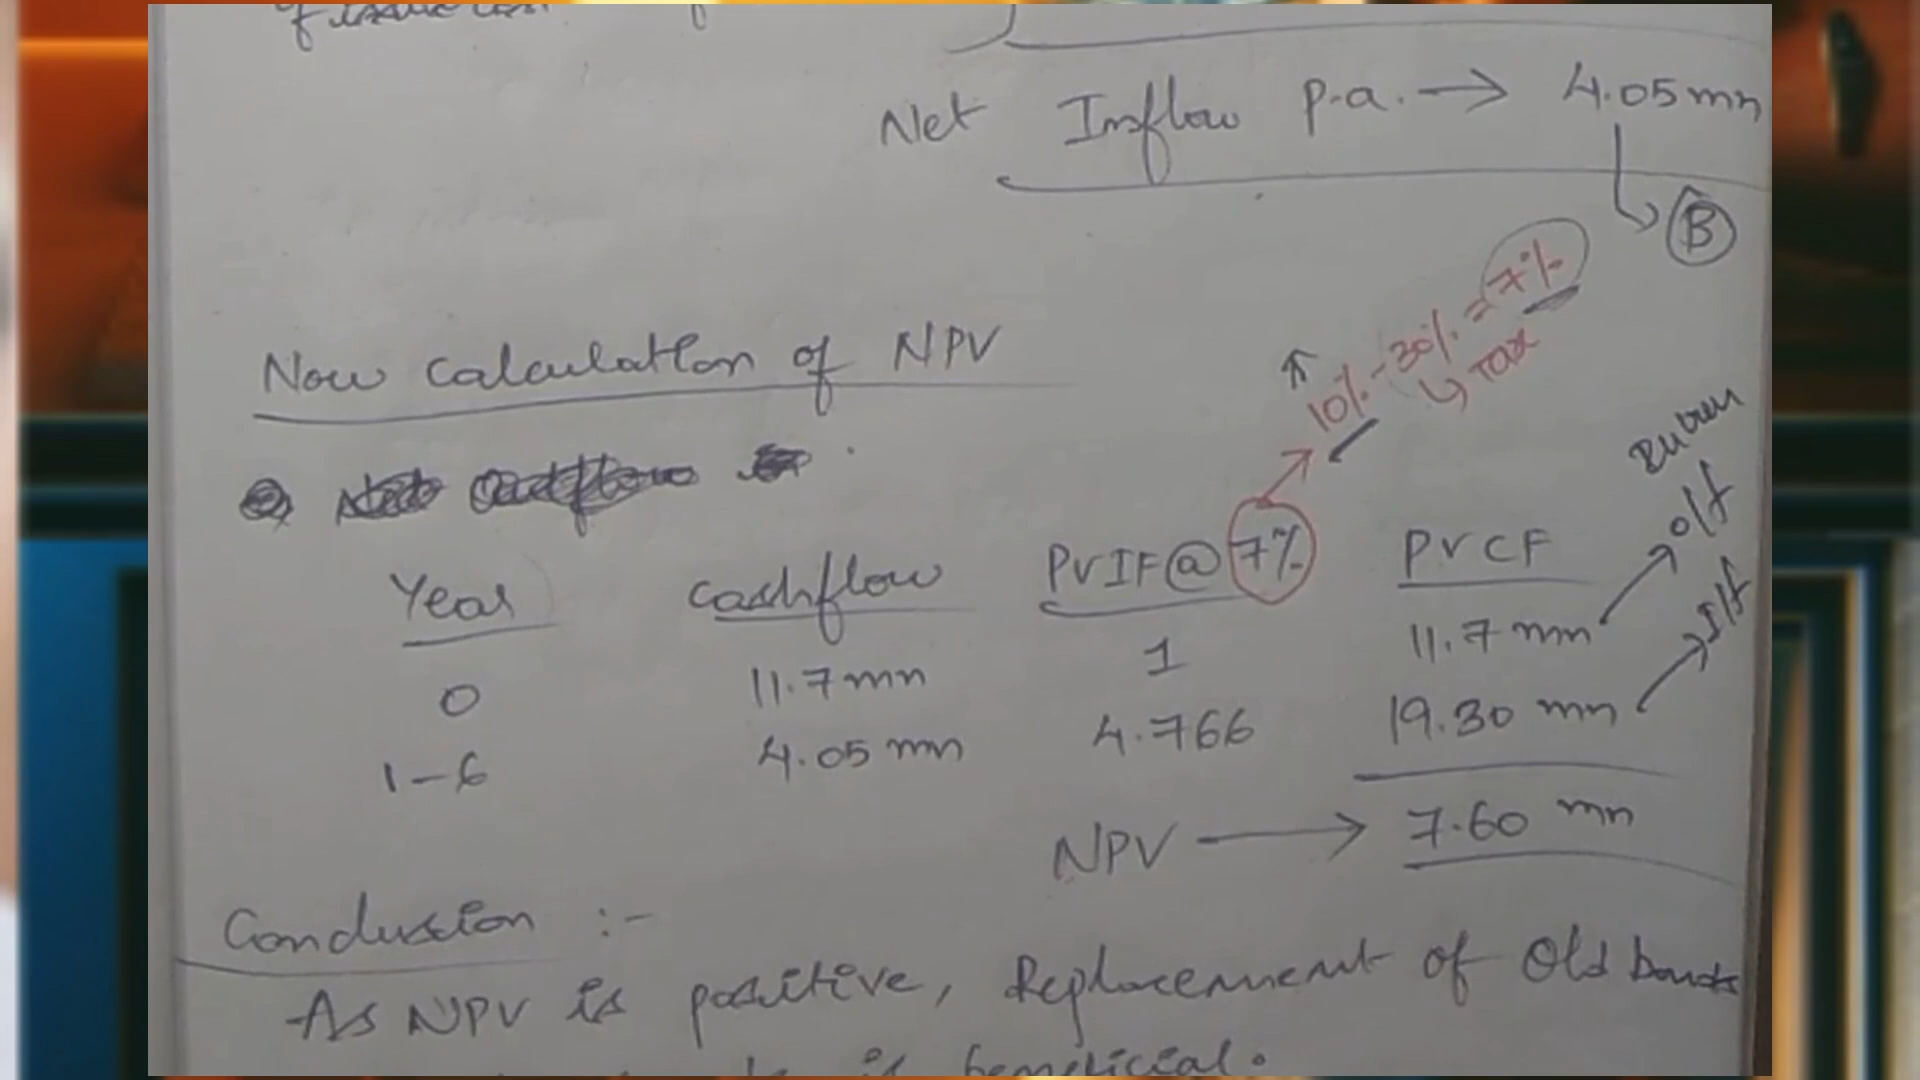 Net Inflow p.a. → 4.05 mn
B
Now calculation of NPV
10% - 30% = 7%
Tax
Year cashflow PVIF@7% PVCF
0 11.7 mn 1 11.7 mn o/f
1-6 4.05 mn 4.766 19.30 mn I/f
NPV → 7.60 mn
Conclusion :-
As NPV is positive, Replacement of Old bonds
is beneficial.